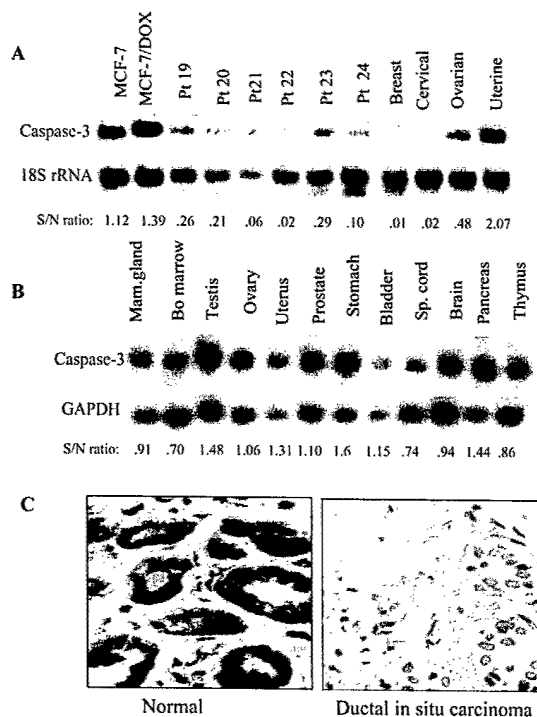 A
MCF-7
MCF-7/DOX
Pt 19
Pt 20
Pt21
Pt 22
Pt 23
Pt 24
Breast
Cervical
Ovarian
Uterine
Caspase-3
18S rRNA
S/N ratio: 1.12 1.39 .26 .21 .06 .02 .29 .10 .01 .02 .48 2.07
B
Mam.gland
Bo marrow
Testis
Ovary
Uterus
Prostate
Stomach
Bladder
Sp. cord
Brain
Pancreas
Thymus
Caspase-3
GAPDH
S/N ratio: .91 .70 1.48 1.06 1.31 1.10 1.6 1.15 .74 .94 1.44 .86
C
Normal
Ductal in situ carcinoma